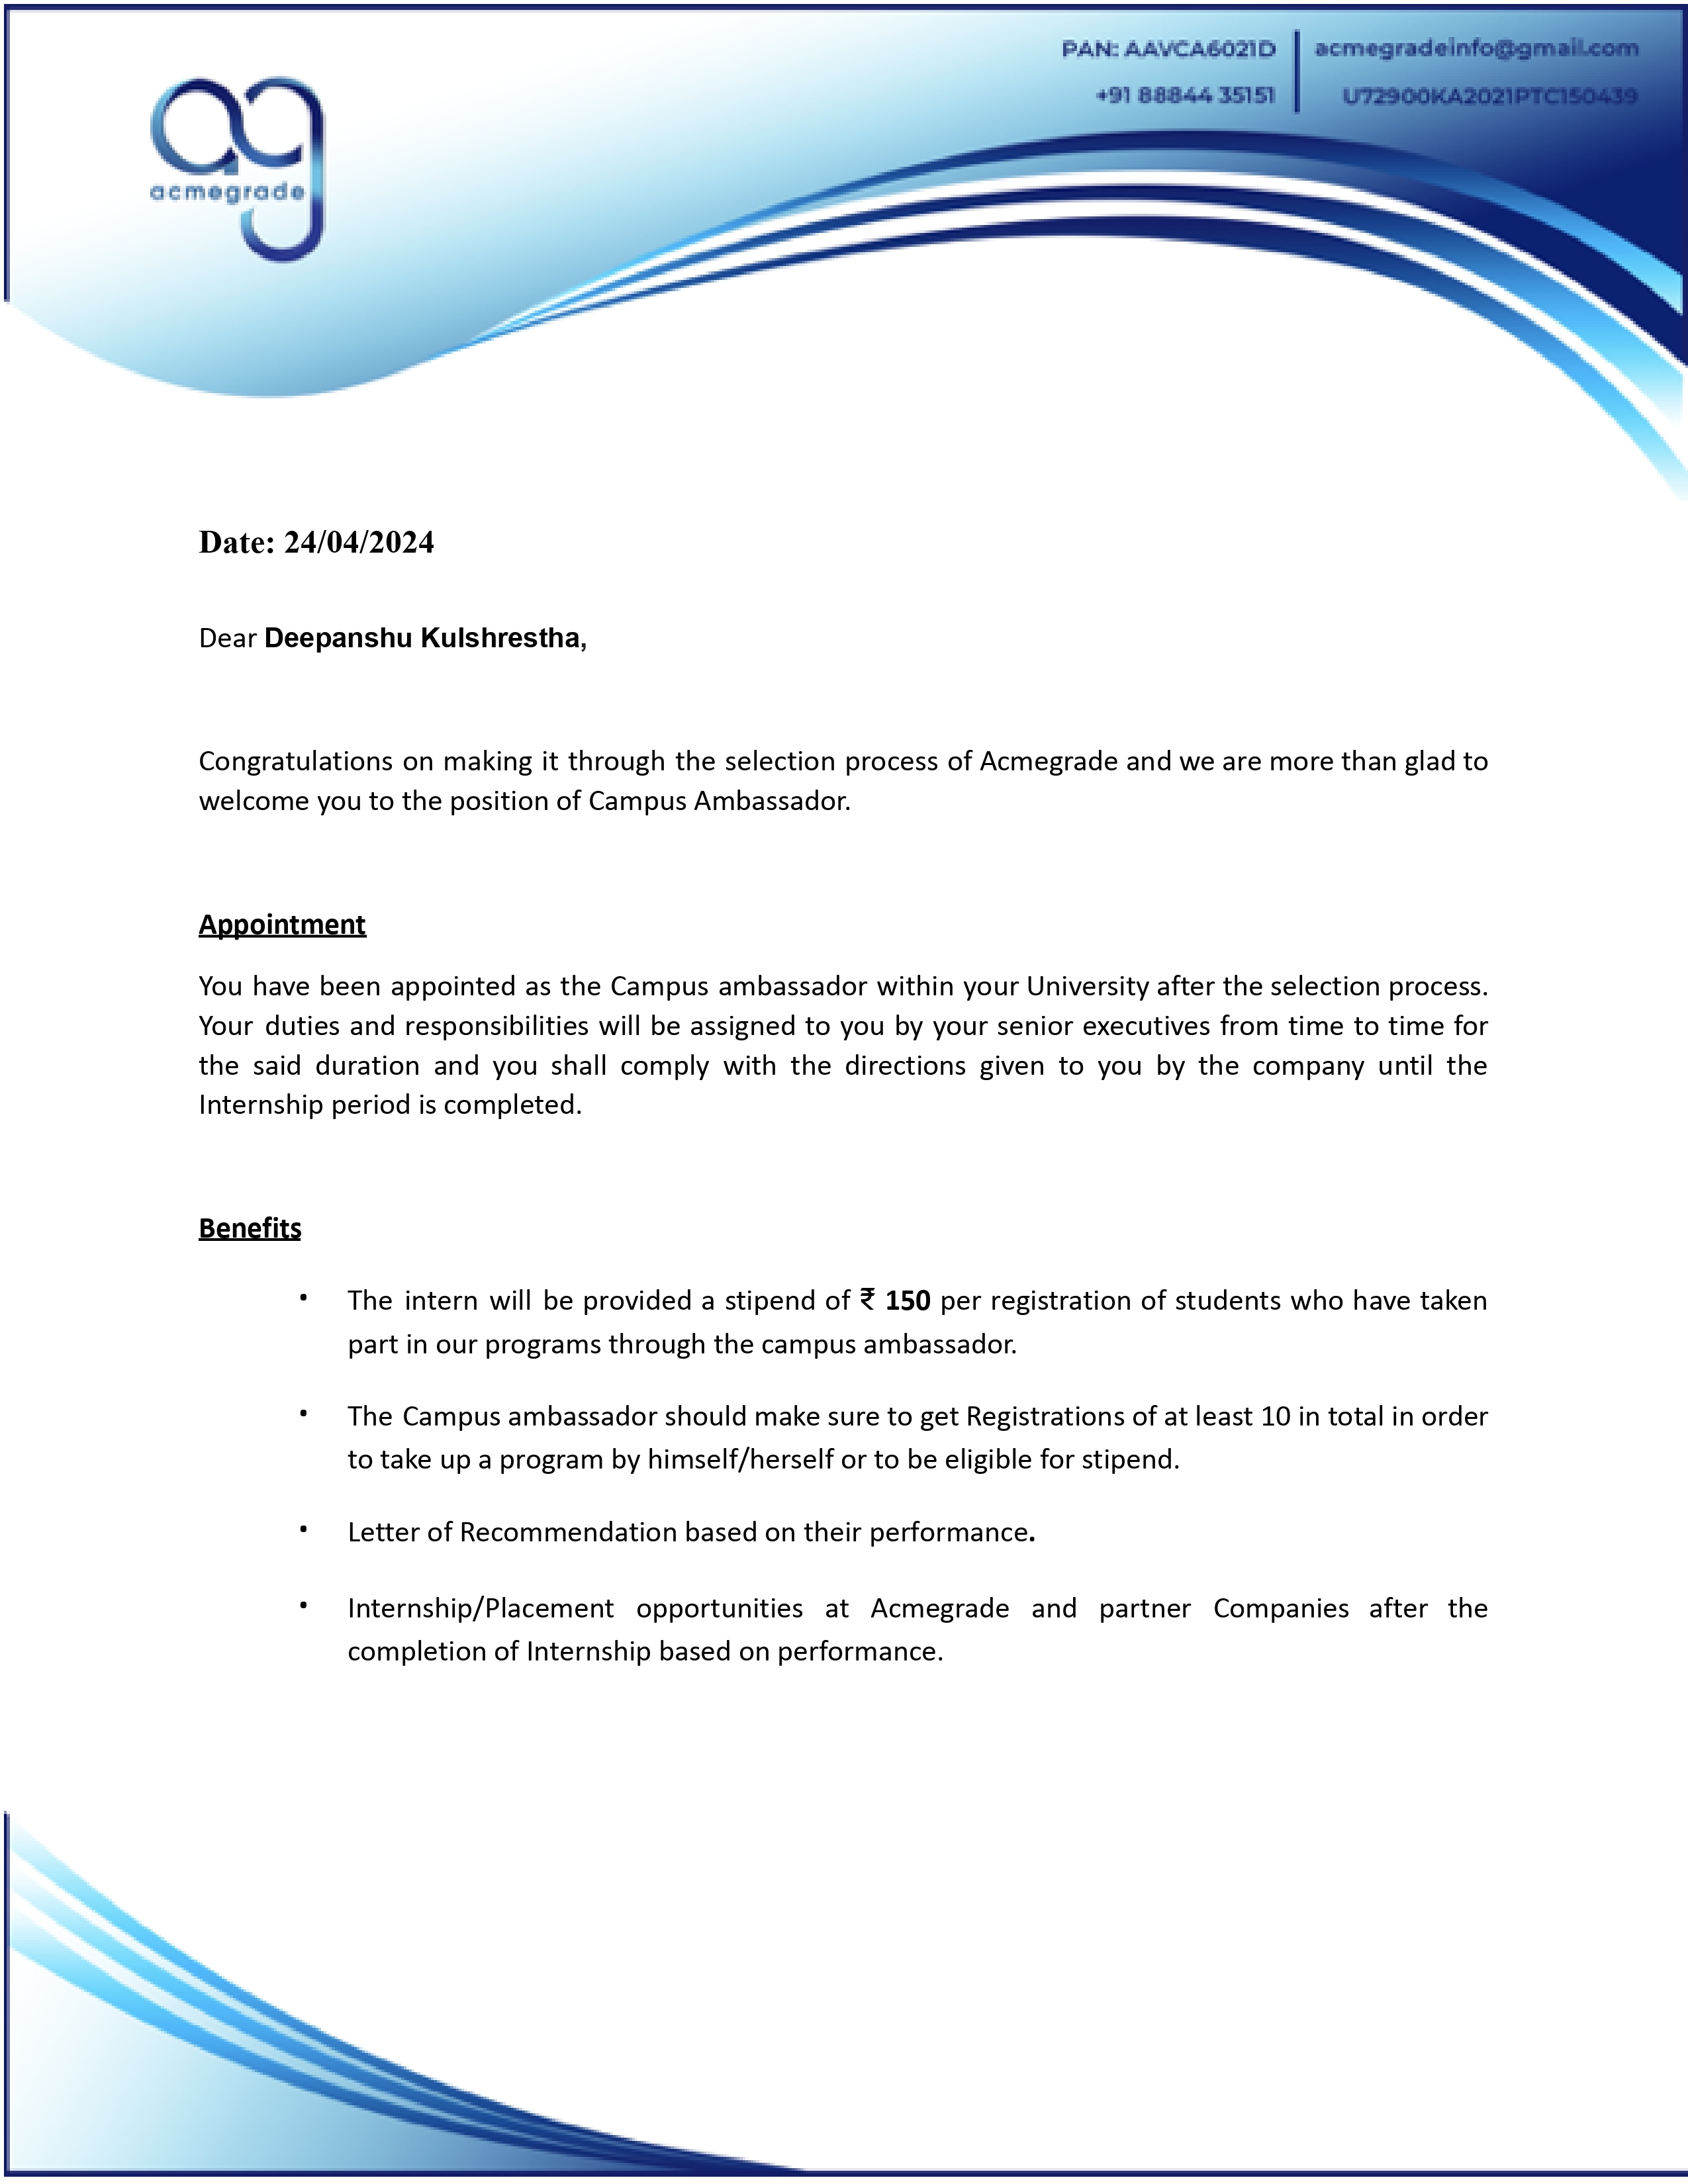 PAN: AAVCA6021D
+91 88844 35151
acmegradeinfo@gmail.com
U72900KA2021PTC150439
ag
acmegrade
Date: 24/04/2024
Dear Deepanshu Kulshrestha,
Congratulations on making it through the selection process of Acmegrade and we are more than glad to
welcome you to the position of Campus Ambassador.
Appointment
You have been appointed as the Campus ambassador within your University after the selection process.
Your duties and responsibilities will be assigned to you by your senior executives from time to time for
the said duration and you shall comply with the directions given to you by the company until the
Internship period is completed.
Benefits
• The intern will be provided a stipend of ₹ 150 per registration of students who have taken
part in our programs through the campus ambassador.
• The Campus ambassador should make sure to get Registrations of at least 10 in total in order
to take up a program by himself/herself or to be eligible for stipend.
• Letter of Recommendation based on their performance.
• Internship/Placement opportunities at Acmegrade and partner Companies after the
completion of Internship based on performance.